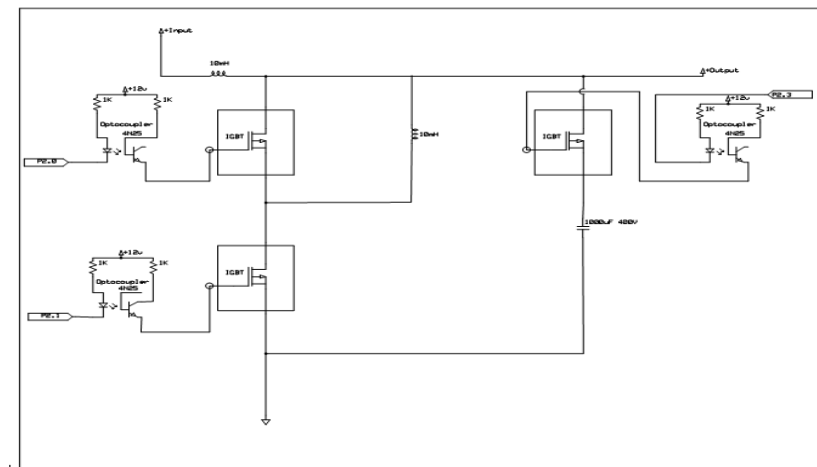 +Input
10mH
+Output
+12v
1K
1K
Optocoupler
4N25
IGBT
P2.0
10mH
IGBT
P2.3
+12v
1K
1K
Optocoupler
4N25
1000uF 400V
+12v
1K
1K
Optocoupler
4N25
IGBT
P2.1